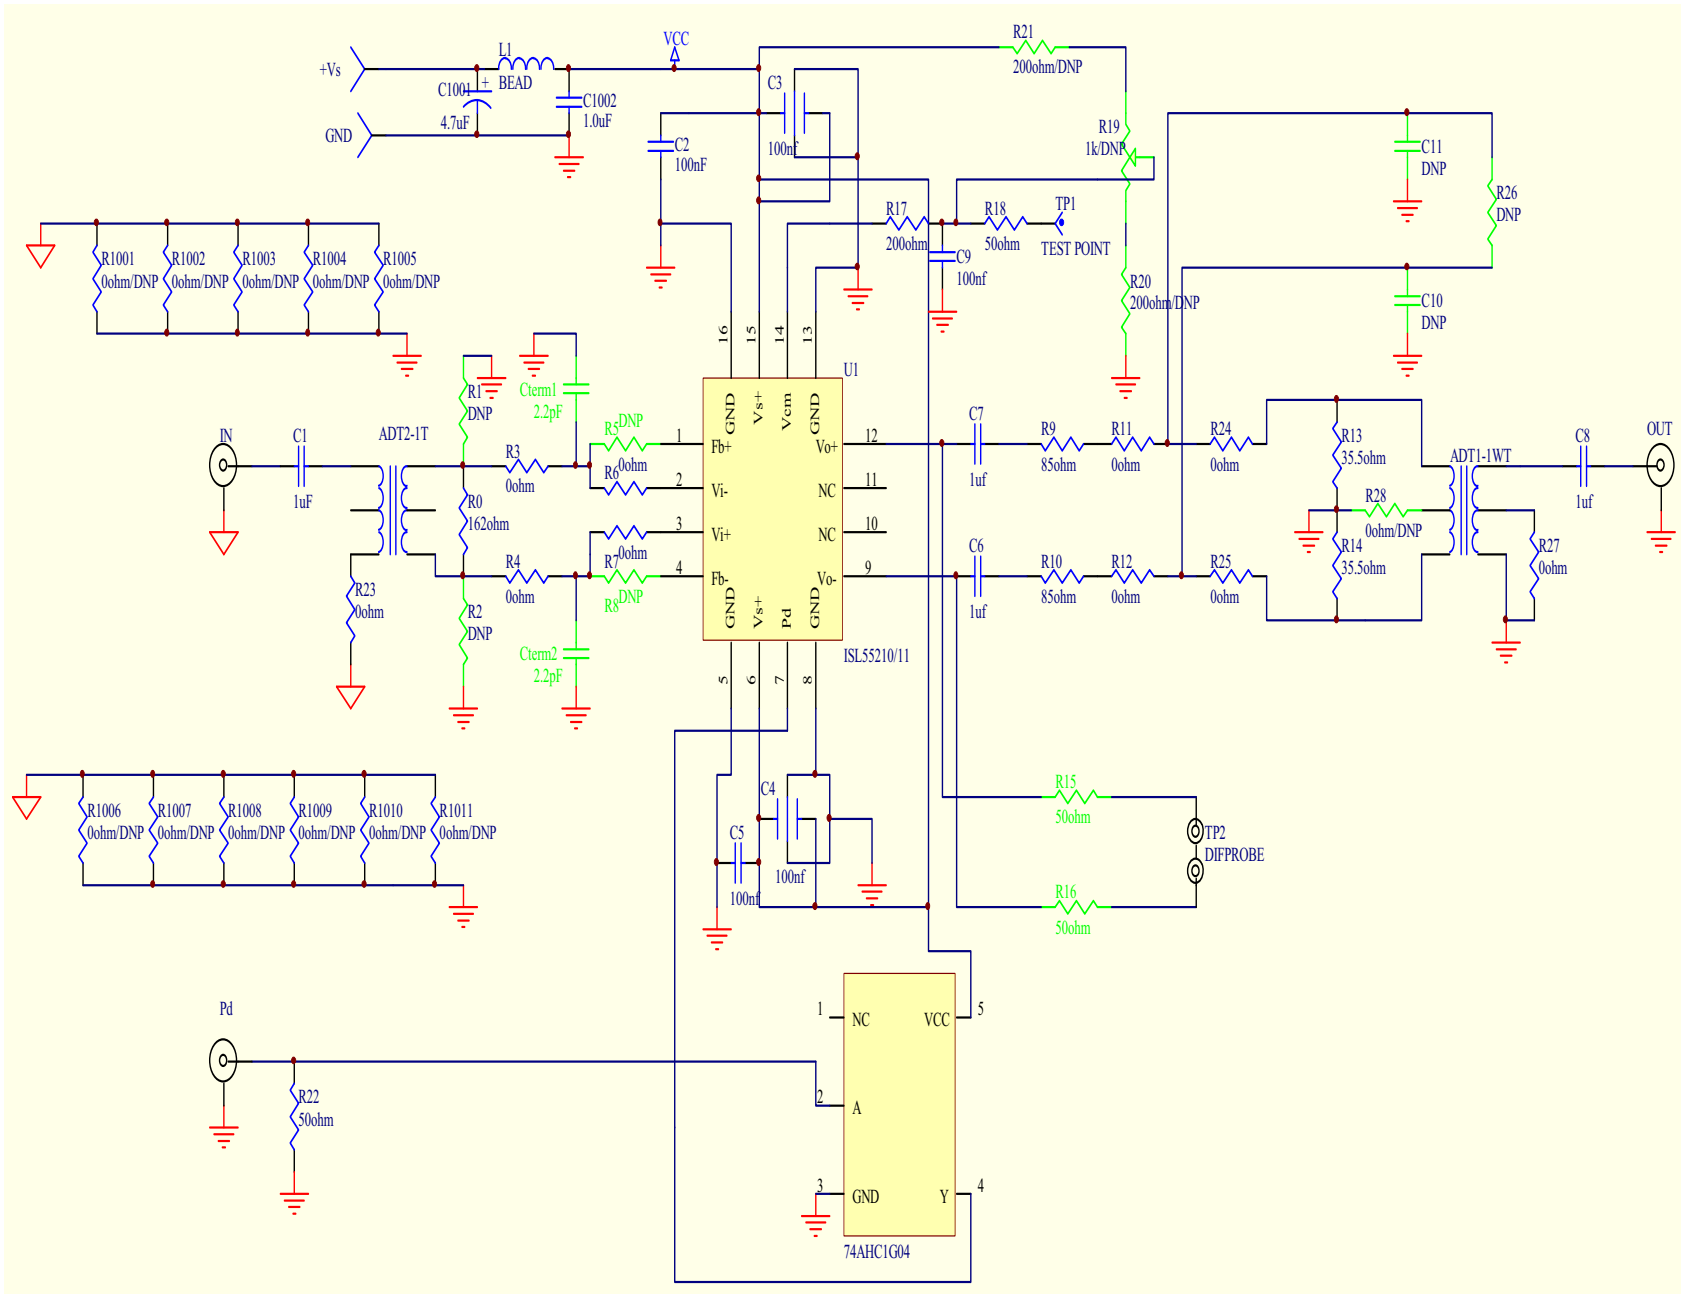 +Vs
L1
BEAD
C1001
+
4.7uF
C1002
1.0uF
GND
VCC
C3
100nf
C2
100nF
R21
200ohm/DNP
R19
1k/DNP
C11
DNP
R26
DNP
R17
200ohm
R18
50ohm
TP1
TEST POINT
C9
100nf
R20
200ohm/DNP
C10
DNP
R1001
0ohm/DNP
R1002
0ohm/DNP
R1003
0ohm/DNP
R1004
0ohm/DNP
R1005
0ohm/DNP
16
15
14
13
U1
GND
Vs+
Vcm
GND
R1
DNP
Cterm1
2.2pF
IN
C1
1uF
ADT2-1T
R3
0ohm
R5
DNP
0ohm
R6
R0
162ohm
R4
0ohm
0ohm
R7
R8
DNP
R23
0ohm
R2
DNP
Cterm2
2.2pF
1
Fb+
2
Vi-
3
Vi+
4
Fb-
Vo+
12
NC
11
NC
10
Vo-
9
GND
Vs+
Pd
GND
5
6
7
8
ISL55210/11
C7
1uf
R9
85ohm
R11
0ohm
R24
0ohm
C6
1uf
R10
85ohm
R12
0ohm
R25
0ohm
R13
35.5ohm
R28
0ohm/DNP
R14
35.5ohm
ADT1-1WT
C8
1uf
OUT
R27
0ohm
R1006
0ohm/DNP
R1007
0ohm/DNP
R1008
0ohm/DNP
R1009
0ohm/DNP
R1010
0ohm/DNP
R1011
0ohm/DNP
C4
100nf
C5
100nf
R15
50ohm
TP2
DIFPROBE
R16
50ohm
Pd
R22
50ohm
1
NC
VCC
5
2
A
3
GND
Y
4
74AHC1G04